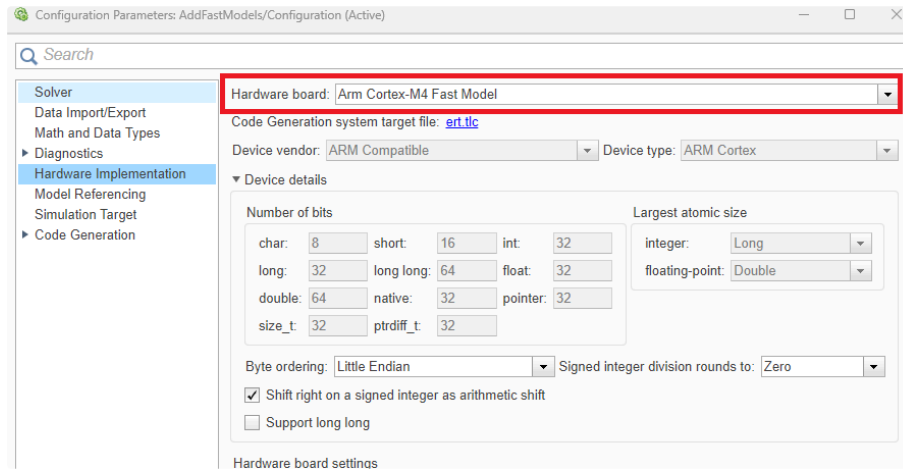 Configuration Parameters: AddFastModels/Configuration (Active)
Search
Solver
Data Import/Export
Math and Data Types
Diagnostics
Hardware Implementation
Model Referencing
Simulation Target
Code Generation
Hardware board: Arm Cortex-M4 Fast Model
Code Generation system target file: ert.tlc
Device vendor: ARM Compatible Device type: ARM Cortex
Device details
Number of bits
char: 8 short: 16 int: 32
long: 32 long long: 64 float: 32
double: 64 native: 32 pointer: 32
size_t: 32 ptrdiff_t: 32
Largest atomic size
integer: Long
floating-point: Double
Byte ordering: Little Endian Signed integer division rounds to: Zero
Shift right on a signed integer as arithmetic shift
Support long long
Hardware board settings